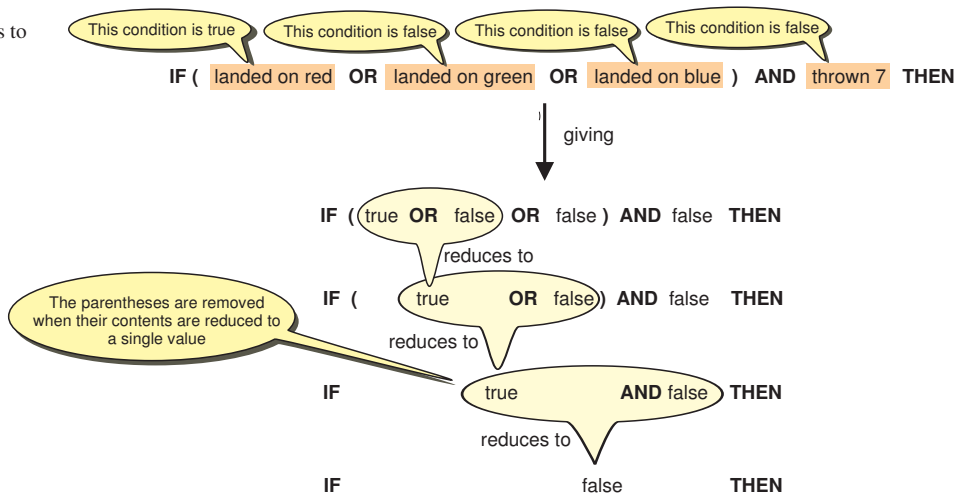 s to
This condition is true
This condition is false
This condition is false
This condition is false
IF ( landed on red OR landed on green OR landed on blue ) AND thrown 7 THEN
giving
IF ( true OR false OR false ) AND false THEN
reduces to
IF ( true OR false ) AND false THEN
The parentheses are removed
when their contents are reduced to
a single value
reduces to
IF true AND false THEN
reduces to
IF false THEN